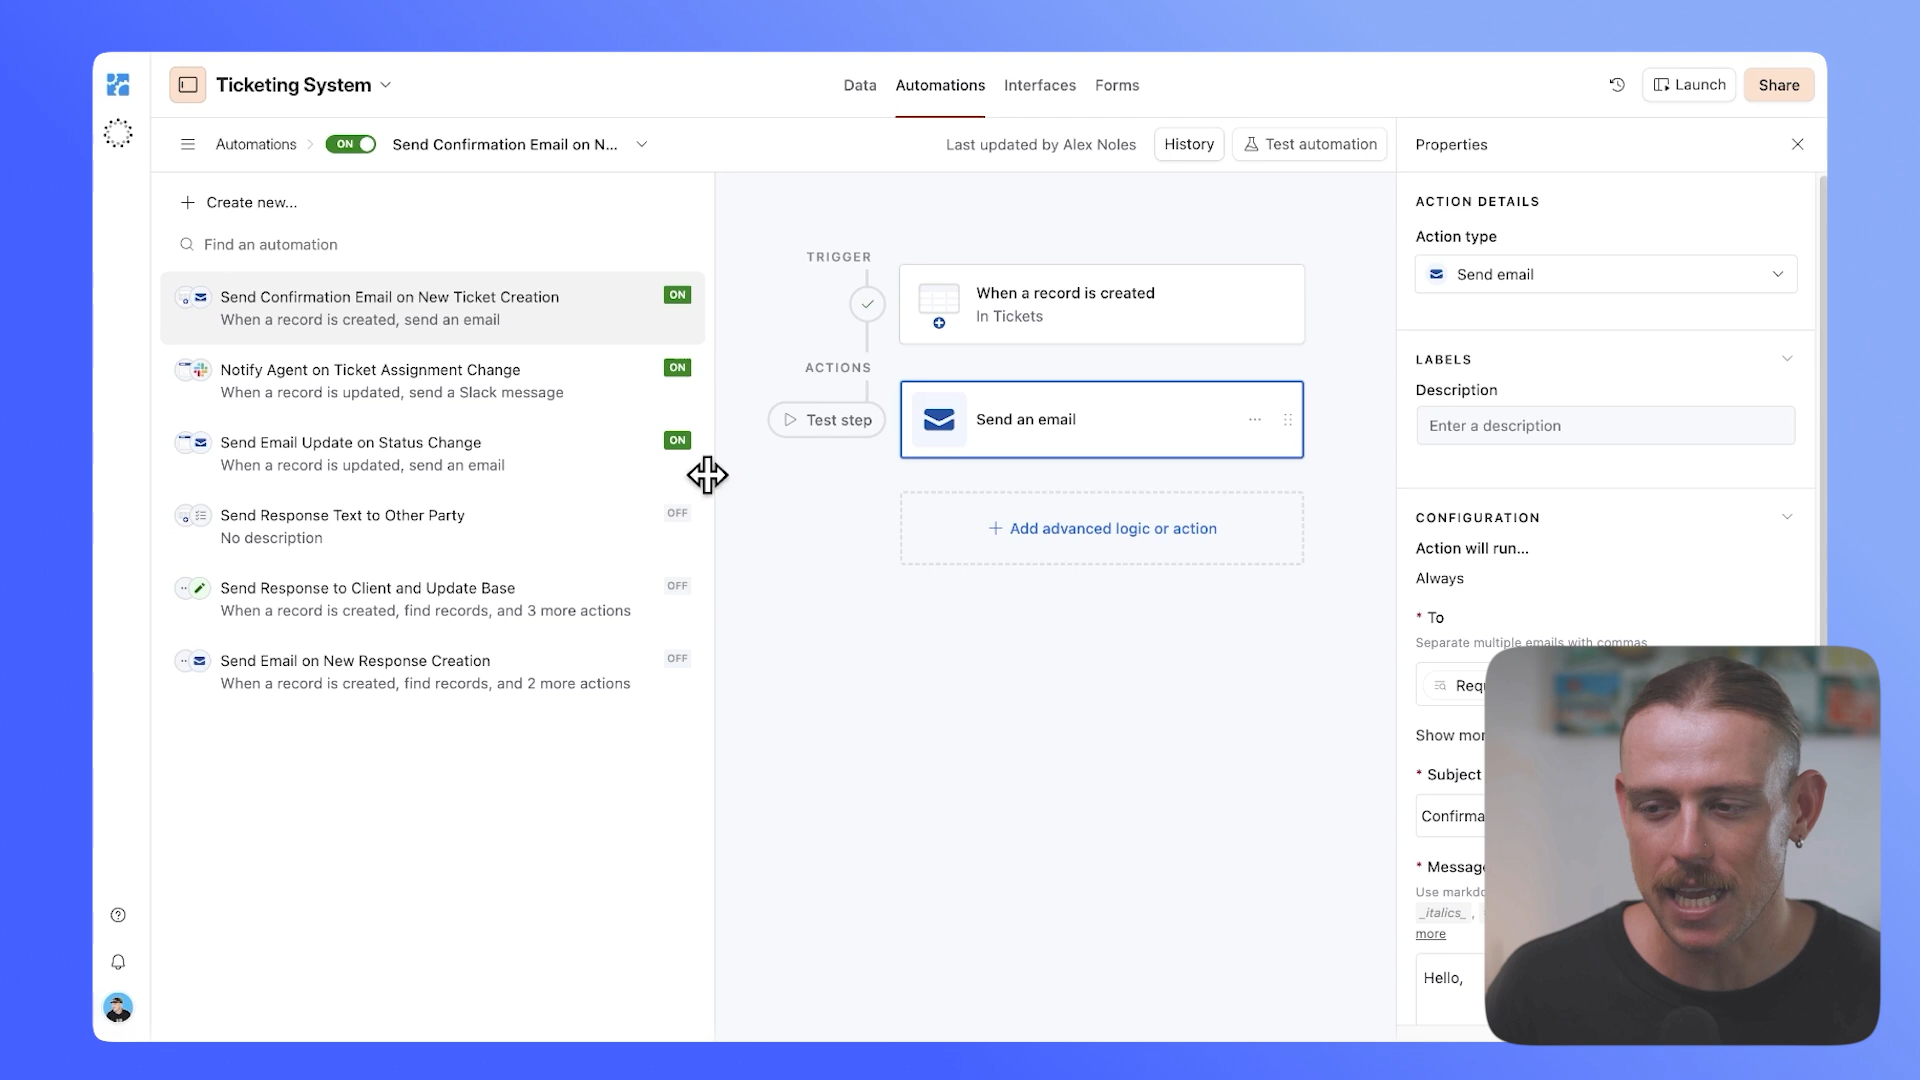 Ticketing System
Data
Automations
Interfaces
Forms
Launch
Share
Automations
ON
Send Confirmation Email on N...
Last updated by Alex Noles
History
Test automation
Properties
Create new...
Find an automation
Send Confirmation Email on New Ticket Creation
ON
When a record is created, send an email
Notify Agent on Ticket Assignment Change
ON
When a record is updated, send a Slack message
Send Email Update on Status Change
ON
When a record is updated, send an email
Send Response Text to Other Party
OFF
No description
Send Response to Client and Update Base
OFF
When a record is created, find records, and 3 more actions
Send Email on New Response Creation
OFF
When a record is created, find records, and 2 more actions
TRIGGER
When a record is created
In Tickets
ACTIONS
Test step
Send an email
Add advanced logic or action
ACTION DETAILS
Action type
Send email
LABELS
Description
Enter a description
CONFIGURATION
Action will run...
Always
* To
Separate multiple emails with commas
Requ
Show mor
* Subject
Confirma
* Message
Use markdo
_italics_ ,
more
Hello,